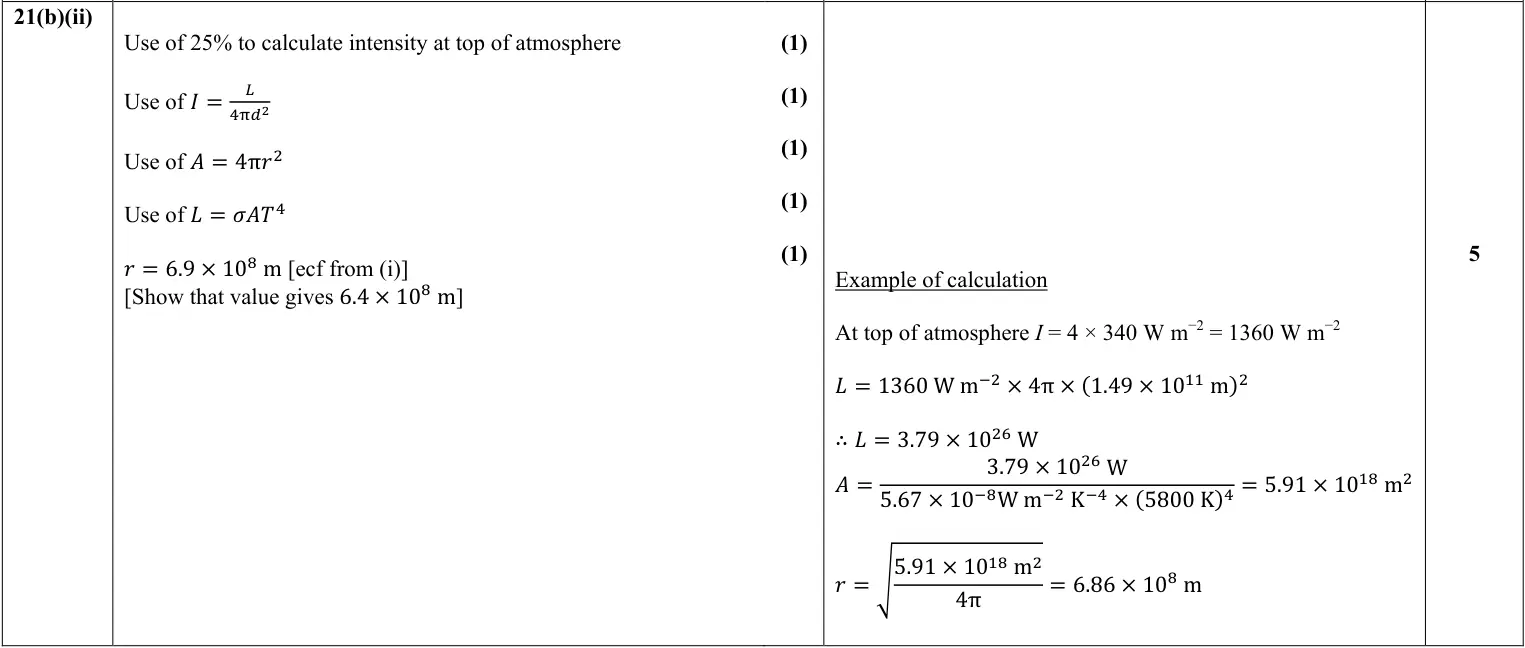 21(b)(ii)
Use of 25% to calculate intensity at top of atmosphere (1)
Use of 𝐼 = 𝐿/4π𝑑² (1)
Use of 𝐴 = 4π𝑟² (1)
Use of 𝐿 = 𝜎𝐴𝑇⁴ (1)
𝑟 = 6.9 × 10⁸ m [ecf from (i)] (1)
[Show that value gives 6.4 × 10⁸ m]
Example of calculation
At top of atmosphere I = 4 × 340 W m⁻² = 1360 W m⁻²
𝐿 = 1360 W m⁻² × 4π × (1.49 × 10¹¹ m)²
∴ 𝐿 = 3.79 × 10²⁶ W
𝐴 = 3.79 × 10²⁶ W / 5.67 × 10⁻⁸W m⁻² K⁻⁴ × (5800 K)⁴ = 5.91 × 10¹⁸ m²
𝑟 = √(5.91 × 10¹⁸ m² / 4π) = 6.86 × 10⁸ m
5